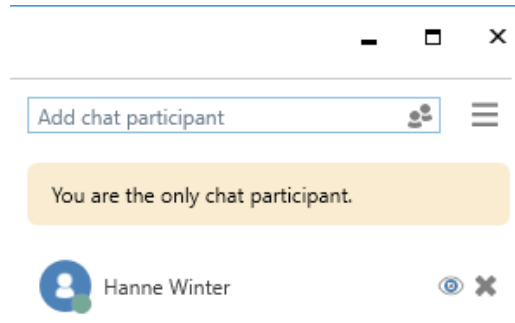 Add chat participant
You are the only chat participant.
Hanne Winter